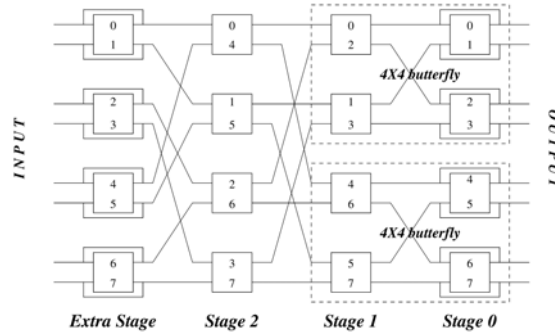 0 0 0 0
1 4 2 1
4X4 butterfly
2 1 1 2
3 5 3 3
INPUT
OUTPUT
4 2 4 4
5 6 6 5
4X4 butterfly
6 3 5 6
7 7 7 7
Extra Stage Stage 2 Stage 1 Stage 0